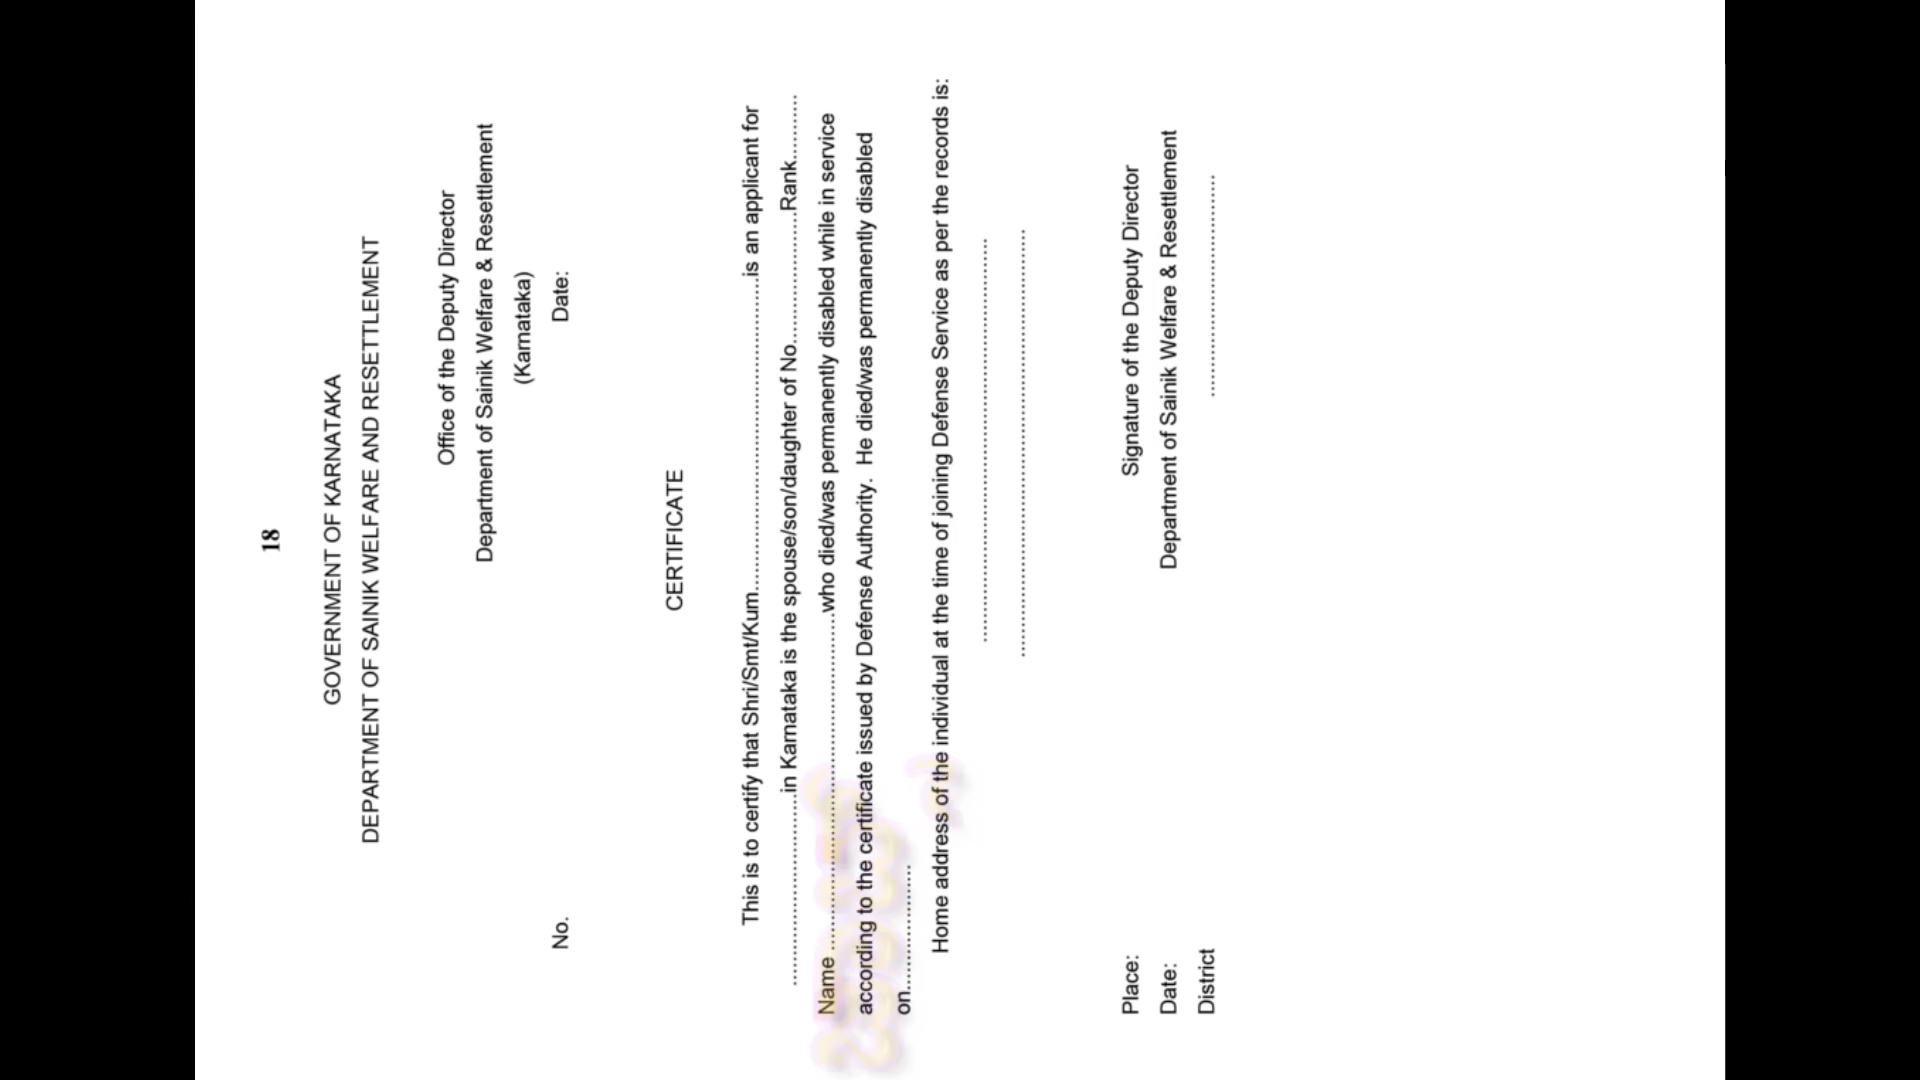 18
GOVERNMENT OF KARNATAKA
DEPARTMENT OF SAINIK WELFARE AND RESETTLEMENT
Office of the Deputy Director
Department of Sainik Welfare & Resettlement
(Karnataka)
No. Date:
CERTIFICATE
This is to certify that Shri/Smt/Kum......................................................is an applicant for
.................................in Karnataka is the spouse/son/daughter of No.......................Rank...........
Name ..........................................................who died/was permanently disabled while in service
according to the certificate issued by Defense Authority. He died/was permanently disabled
on.....................
Home address of the individual at the time of joining Defense Service as per the records is:
.....................................................................
.........................................................................
Place: Signature of the Deputy Director
Date: Department of Sainik Welfare & Resettlement
District ......................................